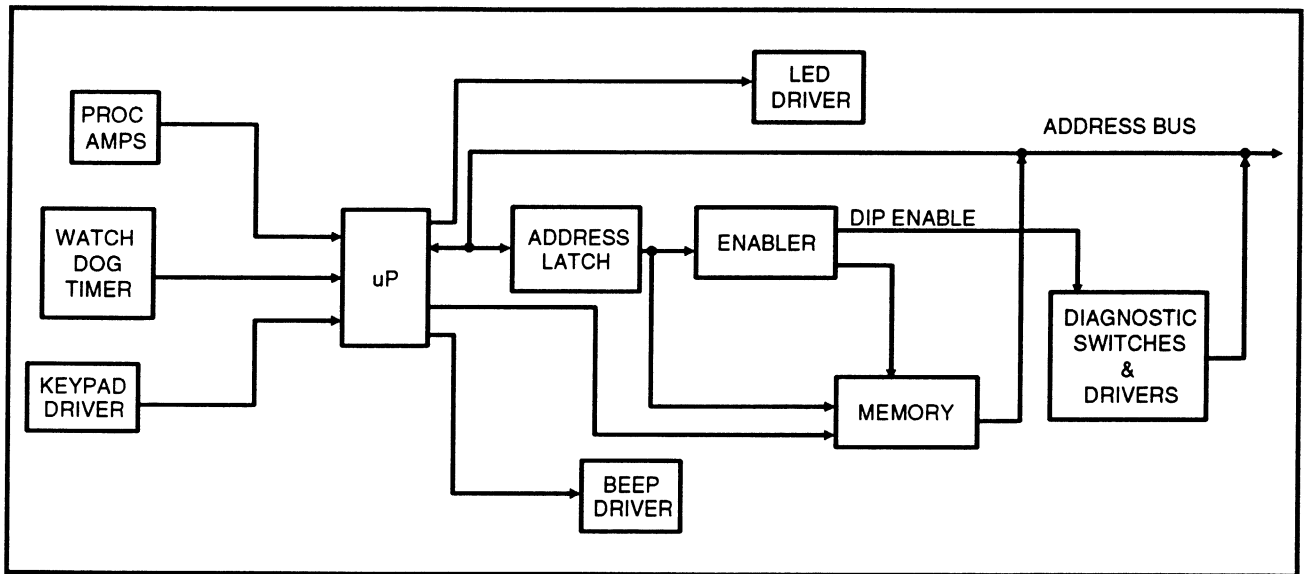 LED
DRIVER
PROC
AMPS
ADDRESS BUS
WATCH
DOG
TIMER
uP
ADDRESS
LATCH
ENABLER
DIP ENABLE
DIAGNOSTIC
SWITCHES
&
DRIVERS
KEYPAD
DRIVER
MEMORY
BEEP
DRIVER